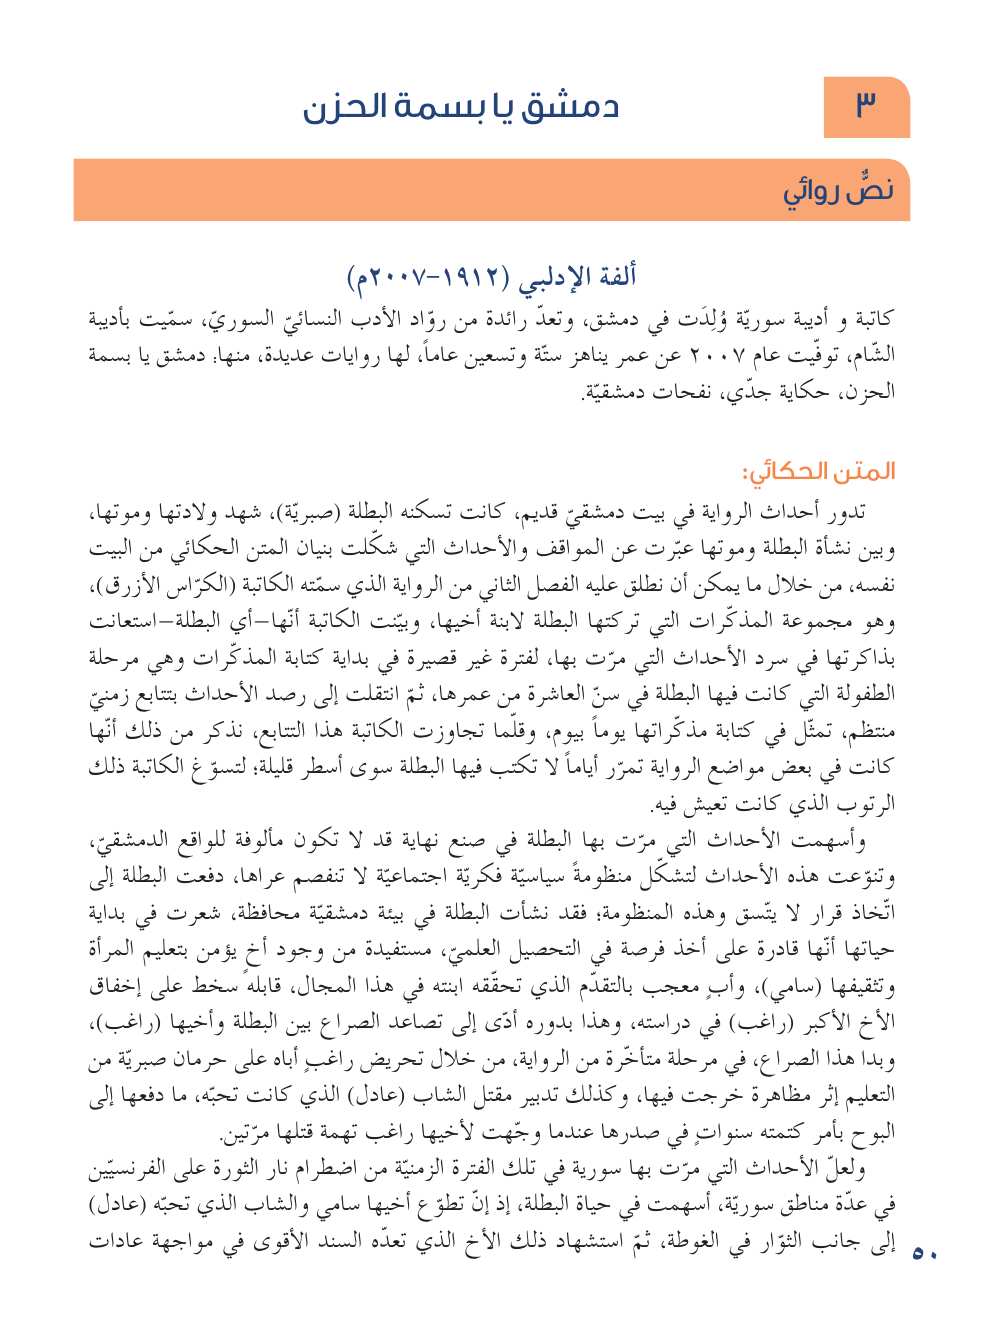 ٣
دمشق يا بسمة الحزن
نصٌّ روائي
ألفة الإدلبي (١٩١٢-٢٠٠٧م)
كاتبة و أديبة سوريّة وُلِدَت في دمشق، وتعدّ رائدة من روّاد الأدب النسائيّ السوريّ، سمّيت بأديبة
الشّام، توفّيت عام ٢٠٠٧ عن عمر يناهز ستّة وتسعين عاماً، لها روايات عديدة، منها: دمشق يا بسمة
الحزن، حكاية جدّي، نفحات دمشقيّة.
المتن الحكائي:
تدور أحداث الرواية في بيت دمشقيّ قديم، كانت تسكنه البطلة (صبريّة)، شهد ولادتها وموتها،
وبين نشأة البطلة وموتها عبّرت عن المواقف والأحداث التي شكّلت بنيان المتن الحكائي من البيت
نفسه، من خلال ما يمكن أن نطلق عليه الفصل الثاني من الرواية الذي سمّته الكاتبة (الكرّاس الأزرق)،
وهو مجموعة المذكّرات التي تركتها البطلة لابنة أخيها، وبيّنت الكاتبة أنّها–أي البطلة–استعانت
بذاكرتها في سرد الأحداث التي مرّت بها، لفترة غير قصيرة في بداية كتابة المذكّرات وهي مرحلة
الطفولة التي كانت فيها البطلة في سنّ العاشرة من عمرها، ثمّ انتقلت إلى رصد الأحداث بتتابع زمنيّ
منتظم، تمثّل في كتابة مذكّراتها يوماً بيوم، وقلّما تجاوزت الكاتبة هذا التتابع، نذكر من ذلك أنّها
كانت في بعض مواضع الرواية تمرّر أياماً لا تكتب فيها البطلة سوى أسطر قليلة؛ لتسوّغ الكاتبة ذلك
الرتوب الذي كانت تعيش فيه.
وأسهمت الأحداث التي مرّت بها البطلة في صنع نهاية قد لا تكون مألوفة للواقع الدمشقيّ،
وتنوّعت هذه الأحداث لتشكّل منظومةً سياسيّة فكريّة اجتماعيّة لا تنفصم عراها، دفعت البطلة إلى
اتّخاذ قرار لا يتّسق وهذه المنظومة؛ فقد نشأت البطلة في بيئة دمشقيّة محافظة، شعرت في بداية
حياتها أنّها قادرة على أخذ فرصة في التحصيل العلميّ، مستفيدة من وجود أخٍ يؤمن بتعليم المرأة
وتثقيفها (سامي)، وأبٍ معجب بالتقدّم الذي تحقّقه ابنته في هذا المجال، قابله سخط على إخفاق
الأخ الأكبر (راغب) في دراسته، وهذا بدوره أدّى إلى تصاعد الصراع بين البطلة وأخيها (راغب)،
وبدا هذا الصراع، في مرحلة متأخّرة من الرواية، من خلال تحريض راغبٍ أباه على حرمان صبريّة من
التعليم إثر مظاهرة خرجت فيها، وكذلك تدبير مقتل الشاب (عادل) الذي كانت تحبّه، ما دفعها إلى
البوح بأمر كتمته سنواتٍ في صدرها عندما وجّهت لأخيها راغب تهمة قتلها مرّتين.
ولعلّ الأحداث التي مرّت بها سورية في تلك الفترة الزمنيّة من اضطرام نار الثورة على الفرنسيّين
في عدّة مناطق سوريّة، أسهمت في حياة البطلة، إذ إنّ تطوّع أخيها سامي والشاب الذي تحبّه (عادل)
إلى جانب الثوّار في الغوطة، ثمّ استشهاد ذلك الأخ الذي تعدّه السند الأقوى في مواجهة عادات
٥٠